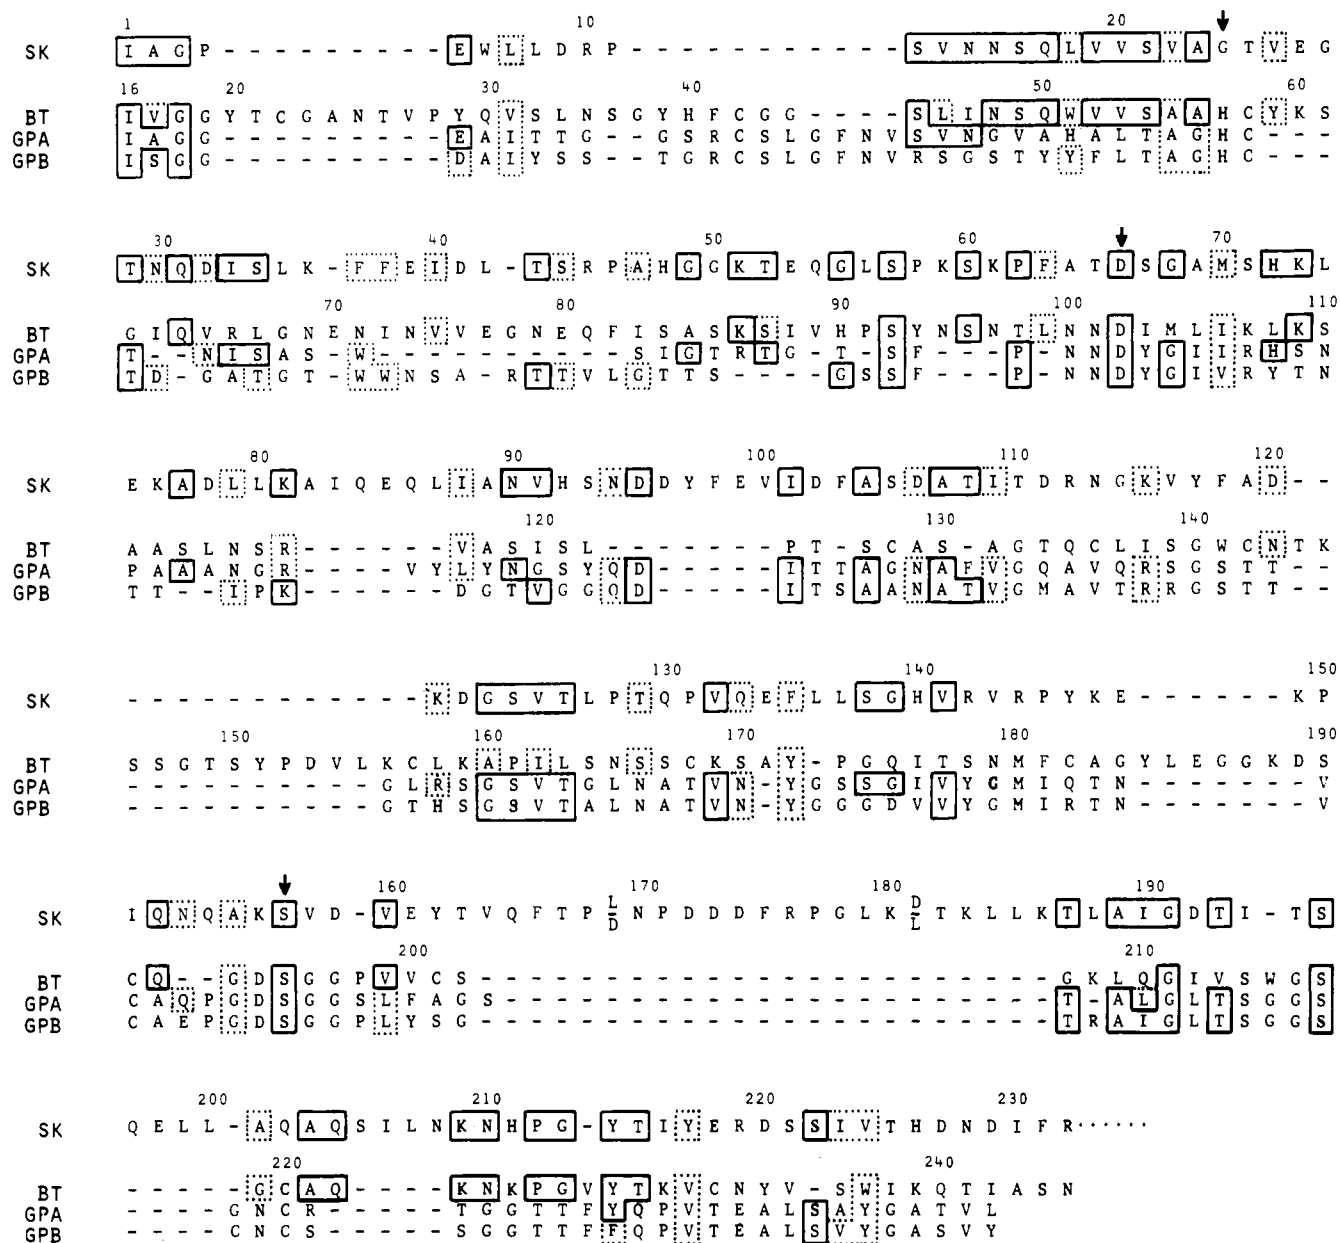 1 10 20
SK I A G P - - - - - - - - - E W L L D R P - - - - - - - - - - - S V N N S Q L V V S V A G T V E G
16 20 30 40 50 60
BT I V G G Y T C G A N T V P Y Q V S L N S G Y H F C G G - - - - S L I N S Q W V V S A A H C Y K S
GPA I A G G - - - - - - - - - E A I T T G - - G S R C S L G F N V S V N G V A H A L T A G H C - - -
GPB I S G G - - - - - - - - - D A I Y S S - - T G R C S L G F N V R S G S T Y Y F L T A G H C - - -
30 40 50 60 70
SK T N Q D I S L K - F F E I D L - T S R P A H G G K T E Q G L S P K S K P F A T D S G A M S H K L
70 80 90 100 110
BT G I Q V R L G N E N I N V V E G N E Q F I S A S K S I V H P S Y N S N T L N N D I M L I K L K S
GPA T - - N I S A S - W - - - - - - - - - - S I G T R T G - T - S F - - - P - N N D Y G I I R H S N
GPB T D - G A T G T - W W N S A - R T T V L G T T S - - - - G S S F - - - P - N N D Y G I V R Y T N
80 90 100 110 120
SK E K A D L L K A I Q E Q L I A N V H S N D D Y F E V I D F A S D A T I T D R N G K V Y F A D - -
120 130 140
BT A A S L N S R - - - - - - V A S I S L - - - - - - - P T - S C A S - A G T Q C L I S G W C N T K
GPA P A A A N G R - - - - V Y L Y N G S Y Q D - - - - - I T T A G N A F V G Q A V Q R S G S T T - -
GPB T T - I P K - - - - - - D G T V G G Q D - - - - - I T S A A N A T V G M A V T R R G S T T - -
130 140 150
SK - - - - - - - - - - - - K D G S V T L P T Q P V Q E F L L S G H V R V R P Y K E - - - - - - K P
150 160 170 180 190
BT S S G T S Y P D V L K C L K A P I L S N S S C K S A Y - P G Q I T S N M F C A G Y L E G G K D S
GPA - - - - - - - - - - G L R S G S V T G L N A T V N - Y G S S G I V Y G M I Q T N - - - - - - - V
GPB - - - - - - - - - - G T H S G S V T A L N A T V N - Y G G G D V V Y G M I R T N - - - - - - - V
160 170 180 190
SK I Q N Q A K S V D - V E Y T V Q F T P L/D N P D D D F R P G L K D/L T K L L K T L A I G D T I - T S
200 210
BT C Q - - G D S G G P V V C S - - - - - - - - - - - - - - - - - - - - - - - G K L Q G I V S W G S
GPA C A Q P G D S G G S L F A G S - - - - - - - - - - - - - - - - - - - - - - T - A L G L T S G G S
GPB C A E P G D S G G P L Y S G - - - - - - - - - - - - - - - - - - - - - - - T R A I G L T S G G S
200 210 220 230
SK Q E L L - A Q A Q S I L N K N H P G - Y T I Y E R D S S I V T H D N D I F R ······
220 240
BT - - - - - G C A Q - - - - K N K P G V Y T K V C N Y V - S W I K Q T I A S N
GPA - - - - G N C R - - - - - T G G T T F Y Q P V T E A L S A Y G A T V L
GPB - - - - C N C S - - - - - S G G T T F F Q P V T E A L S V Y G A S V Y